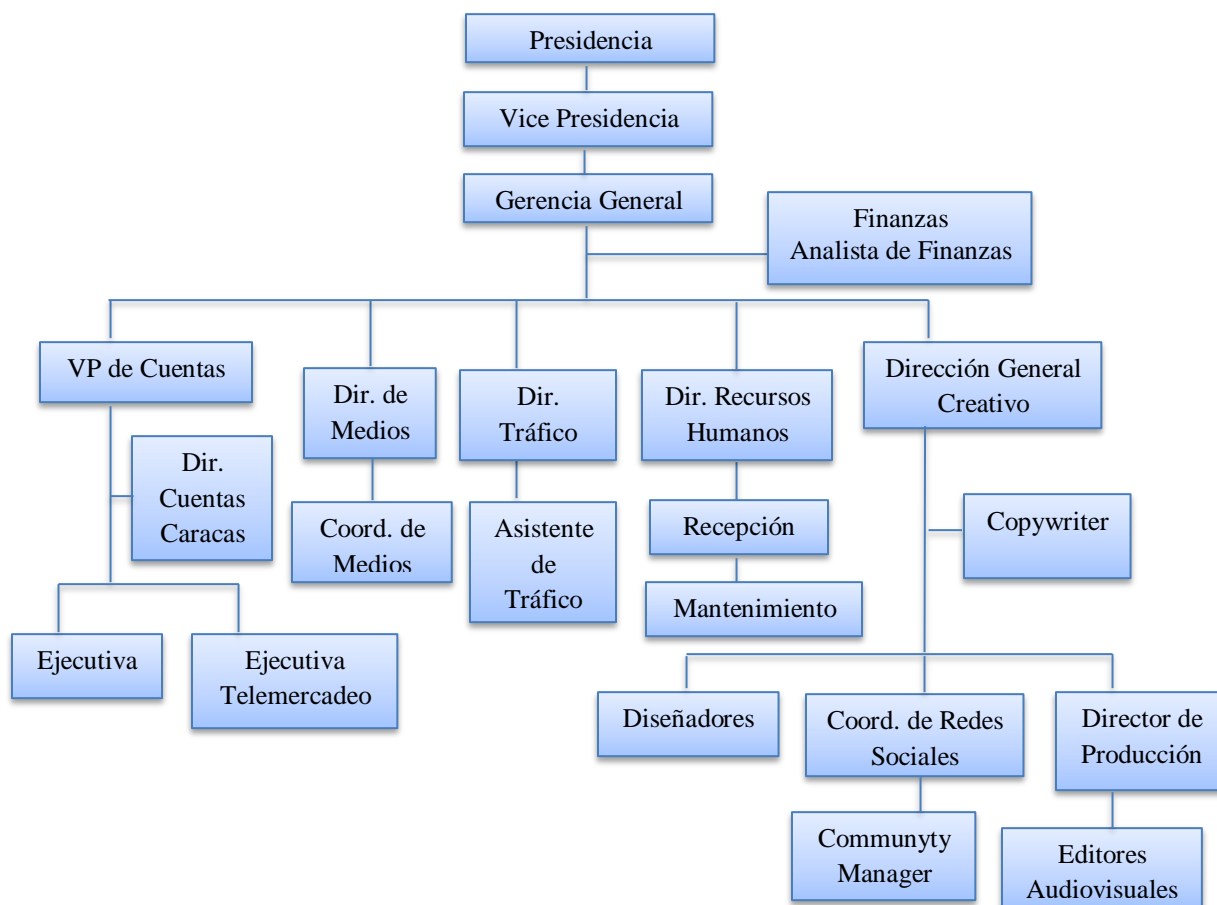 Presidencia
Vice Presidencia
Gerencia General
Finanzas
Analista de Finanzas
VP de Cuentas
Dir. de
Medios
Dir.
Tráfico
Dir. Recursos
Humanos
Dirección General
Creativo
Dir.
Cuentas
Caracas
Coord. de
Medios
Asistente
de
Tráfico
Recepción
Copywriter
Mantenimiento
Ejecutiva
Ejecutiva
Telemercadeo
Diseñadores
Coord. de Redes
Sociales
Director de
Producción
Communyty
Manager
Editores
Audiovisuales